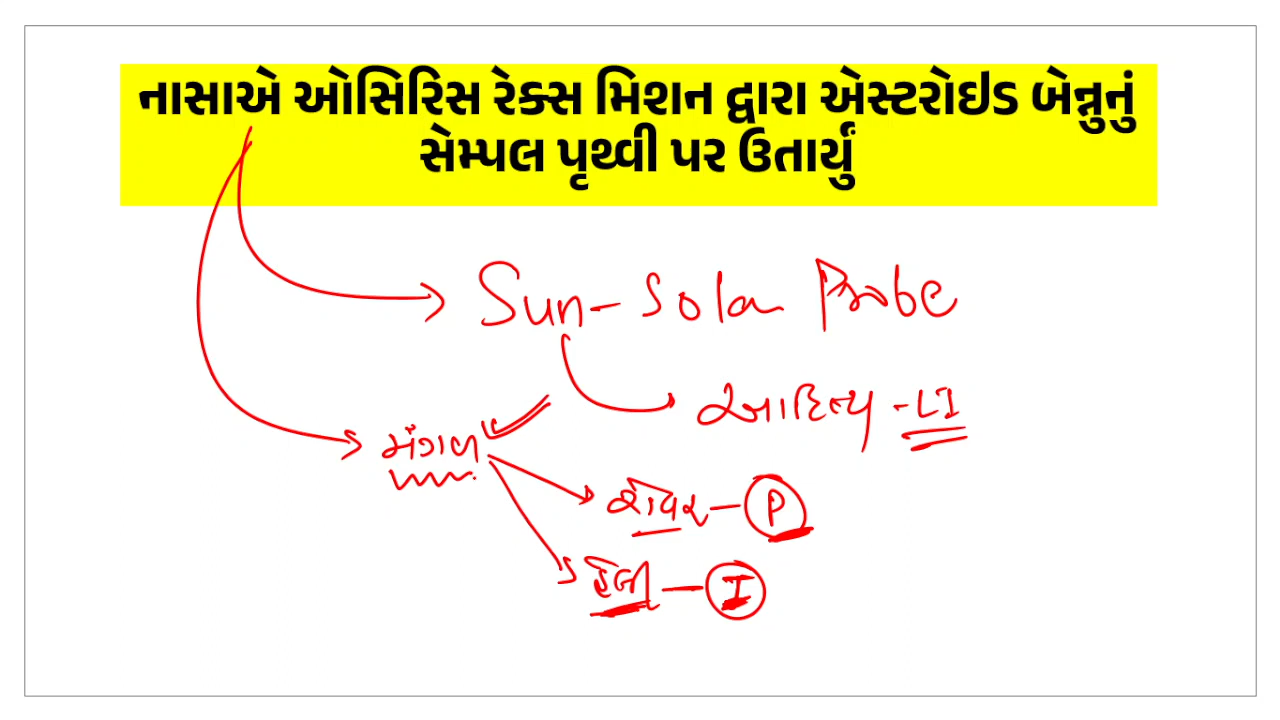 નાસાએ ઓસિરિસ રેક્સ મિશન દ્વારા એસ્ટરોઇડ બેન્નુનું
સેમ્પલ પૃથ્વી પર ઉતાર્યું
Sun - Solar Probe
આદિત્ય - L1
મંગળ
રોવર - P
હેલી - I